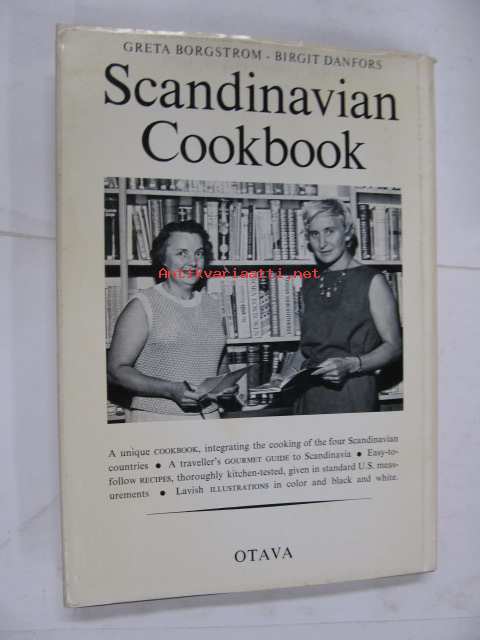 GRETA BORGSTROM - BIRGIT DANFORS
Scandinavian
Cookbook
Antikvariaatti.net
A unique COOKBOOK, integrating the cooking of the four Scandinavian
countries • A traveller's GOURMET GUIDE to Scandinavia • Easy-to-
follow RECIPES, thoroughly kitchen-tested, given in standard U.S. meas-
urements • Lavish ILLUSTRATIONS in color and black and white.
OTAVA